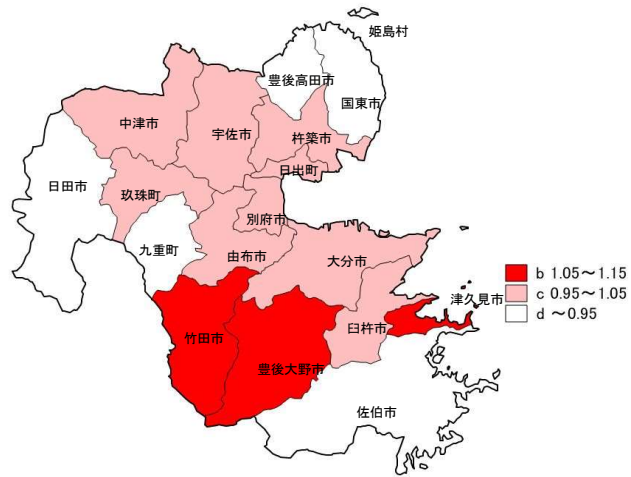 姫島村
豊後高田市
国東市
中津市
宇佐市
杵築市
日出町
日田市
玖珠町
別府市
九重町
由布市
大分市
津久見市
臼杵市
竹田市
豊後大野市
佐伯市
b 1.05～1.15
c 0.95～1.05
d ～0.95